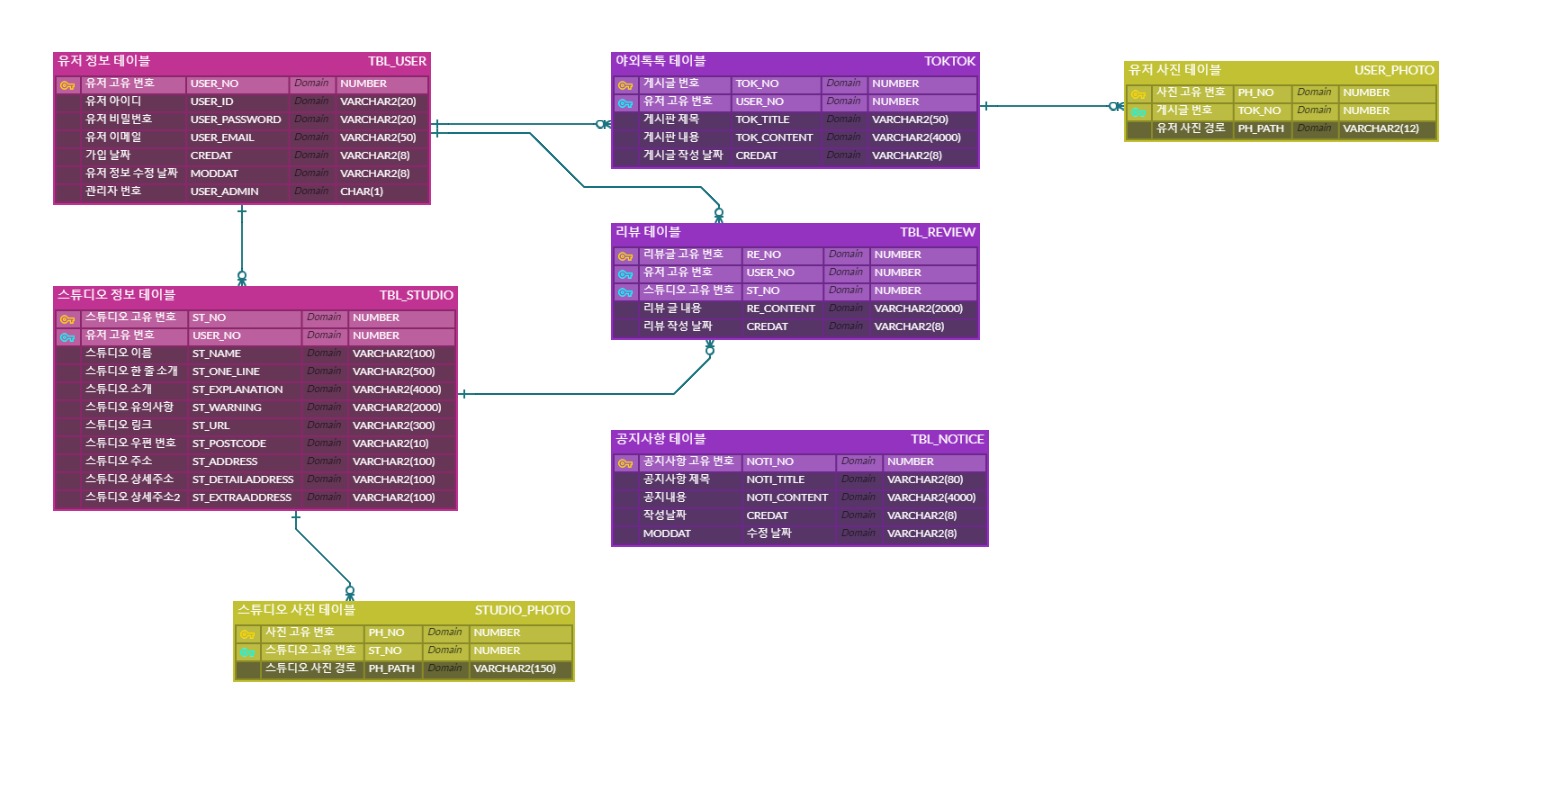 유저 정보 테이블 TBL_USER
유저 고유 번호 USER_NO Domain NUMBER
유저 아이디 USER_ID Domain VARCHAR2(20)
유저 비밀번호 USER_PASSWORD Domain VARCHAR2(20)
유저 이메일 USER_EMAIL Domain VARCHAR2(50)
가입 날짜 CREDAT Domain VARCHAR2(8)
유저 정보 수정 날짜 MODDAT Domain VARCHAR2(8)
관리자 번호 USER_ADMIN Domain CHAR(1)
야외톡톡 테이블 TOKTOK
게시글 번호 TOK_NO Domain NUMBER
유저 고유 번호 USER_NO Domain NUMBER
게시판 제목 TOK_TITLE Domain VARCHAR2(50)
게시판 내용 TOK_CONTENT Domain VARCHAR2(4000)
게시글 작성 날짜 CREDAT Domain VARCHAR2(8)
유저 사진 테이블 USER_PHOTO
사진 고유 번호 PH_NO Domain NUMBER
게시글 번호 TOK_NO Domain NUMBER
유저 사진 경로 PH_PATH Domain VARCHAR2(12)
리뷰 테이블 TBL_REVIEW
리뷰글 고유 번호 RE_NO Domain NUMBER
유저 고유 번호 USER_NO Domain NUMBER
스튜디오 고유 번호 ST_NO Domain NUMBER
리뷰 글 내용 RE_CONTENT Domain VARCHAR2(2000)
리뷰 작성 날짜 CREDAT Domain VARCHAR2(8)
스튜디오 정보 테이블 TBL_STUDIO
스튜디오 고유 번호 ST_NO Domain NUMBER
유저 고유 번호 USER_NO Domain NUMBER
스튜디오 이름 ST_NAME Domain VARCHAR2(100)
스튜디오 한 줄 소개 ST_ONE_LINE Domain VARCHAR2(500)
스튜디오 소개 ST_EXPLANATION Domain VARCHAR2(4000)
스튜디오 유의사항 ST_WARNING Domain VARCHAR2(2000)
스튜디오 링크 ST_URL Domain VARCHAR2(300)
스튜디오 우편 번호 ST_POSTCODE Domain VARCHAR2(10)
스튜디오 주소 ST_ADDRESS Domain VARCHAR2(100)
스튜디오 상세주소 ST_DETAILADDRESS Domain VARCHAR2(100)
스튜디오 상세주소2 ST_EXTRAADDRESS Domain VARCHAR2(100)
공지사항 테이블 TBL_NOTICE
공지사항 고유 번호 NOTI_NO Domain NUMBER
공지사항 제목 NOTI_TITLE Domain VARCHAR2(80)
공지내용 NOTI_CONTENT Domain VARCHAR2(4000)
작성날짜 CREDAT Domain VARCHAR2(8)
MODDAT 수정 날짜 Domain VARCHAR2(8)
스튜디오 사진 테이블 STUDIO_PHOTO
사진 고유 번호 PH_NO Domain NUMBER
스튜디오 고유 번호 ST_NO Domain NUMBER
스튜디오 사진 경로 PH_PATH Domain VARCHAR2(150)